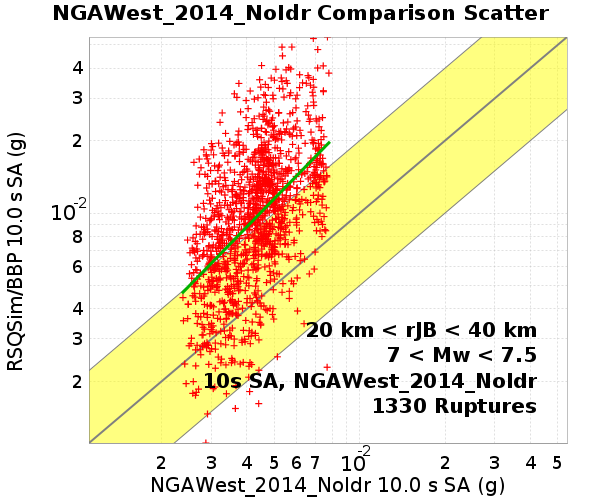 NGAWest_2014_NoIdr Comparison Scatter
4
3
2
10-2
8
6
4
3
2
RSQSim/BBP 10.0 s SA (g)
20 km < rJB < 40 km
7 < Mw < 7.5
10s SA, NGAWest_2014_NoIdr
1330 Ruptures
2 3 4 5 6 7 10-2 2 3 4 5
NGAWest_2014_NoIdr 10.0 s SA (g)